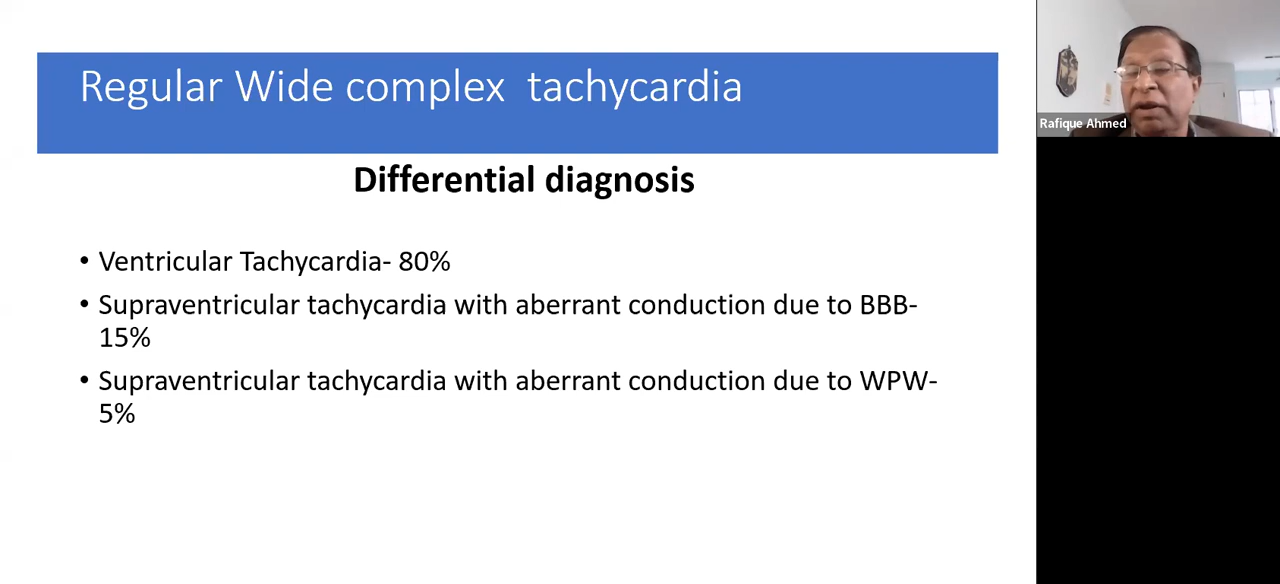 Regular Wide complex tachycardia
Differential diagnosis
• Ventricular Tachycardia- 80%
• Supraventricular tachycardia with aberrant conduction due to BBB-
15%
• Supraventricular tachycardia with aberrant conduction due to WPW-
5%
Rafique Ahmed